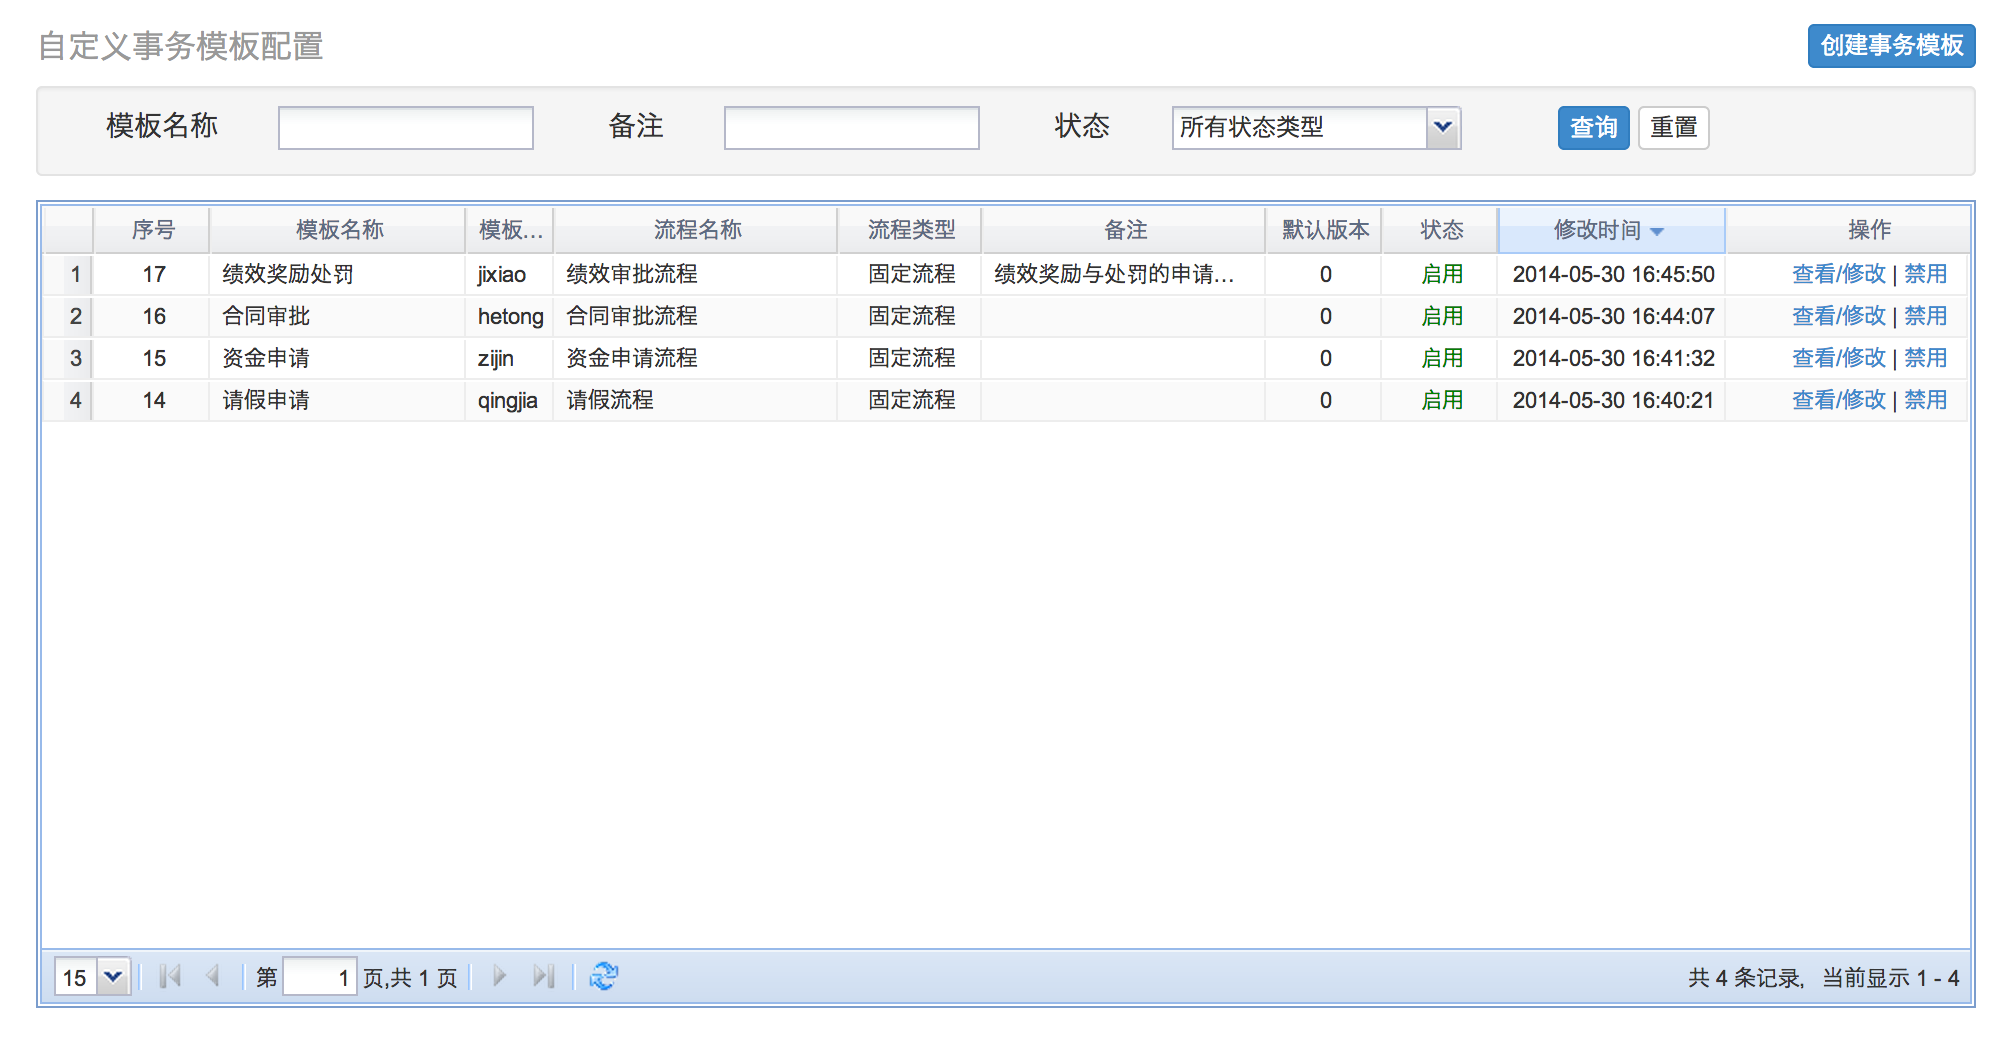 自定义事务模板配置 创建事务模板
模板名称 备注 状态 所有状态类型 查询 重置
序号 模板名称 模板... 流程名称 流程类型 备注 默认版本 状态 修改时间 操作
1 17 绩效奖励处罚 jixiao 绩效审批流程 固定流程 绩效奖励与处罚的申请... 0 启用 2014-05-30 16:45:50 查看/修改 | 禁用
2 16 合同审批 hetong 合同审批流程 固定流程 0 启用 2014-05-30 16:44:07 查看/修改 | 禁用
3 15 资金申请 zijin 资金申请流程 固定流程 0 启用 2014-05-30 16:41:32 查看/修改 | 禁用
4 14 请假申请 qingjia 请假流程 固定流程 0 启用 2014-05-30 16:40:21 查看/修改 | 禁用
15 第 1 页,共 1 页 共 4 条记录, 当前显示 1 - 4